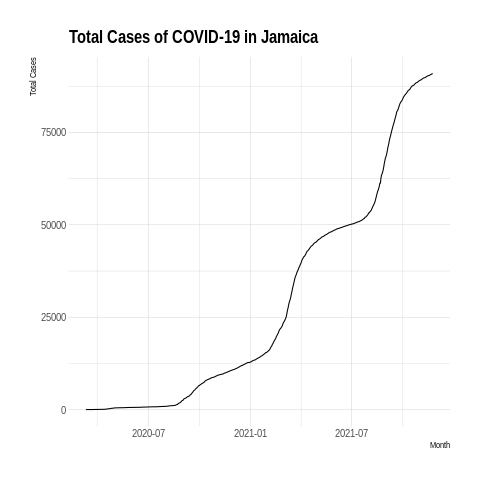 Total Cases of COVID-19 in Jamaica
Total Cases
75000
50000
25000
0
2020-07
2021-01
2021-07
Month